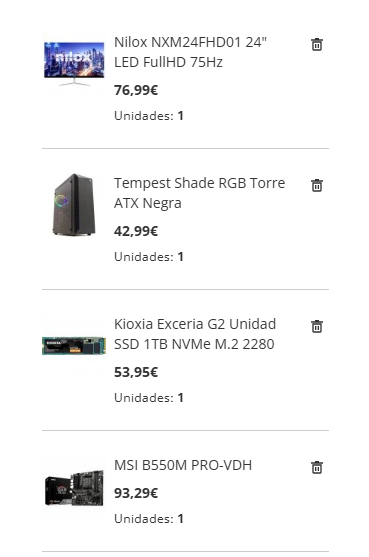 Nilox NXM24FHD01 24"
LED FullHD 75Hz
76,99€
Unidades: 1
Tempest Shade RGB Torre
ATX Negra
42,99€
Unidades: 1
Kioxia Exceria G2 Unidad
SSD 1TB NVMe M.2 2280
53,95€
Unidades: 1
MSI B550M PRO-VDH
93,29€
Unidades: 1
nilox
KIOXIA